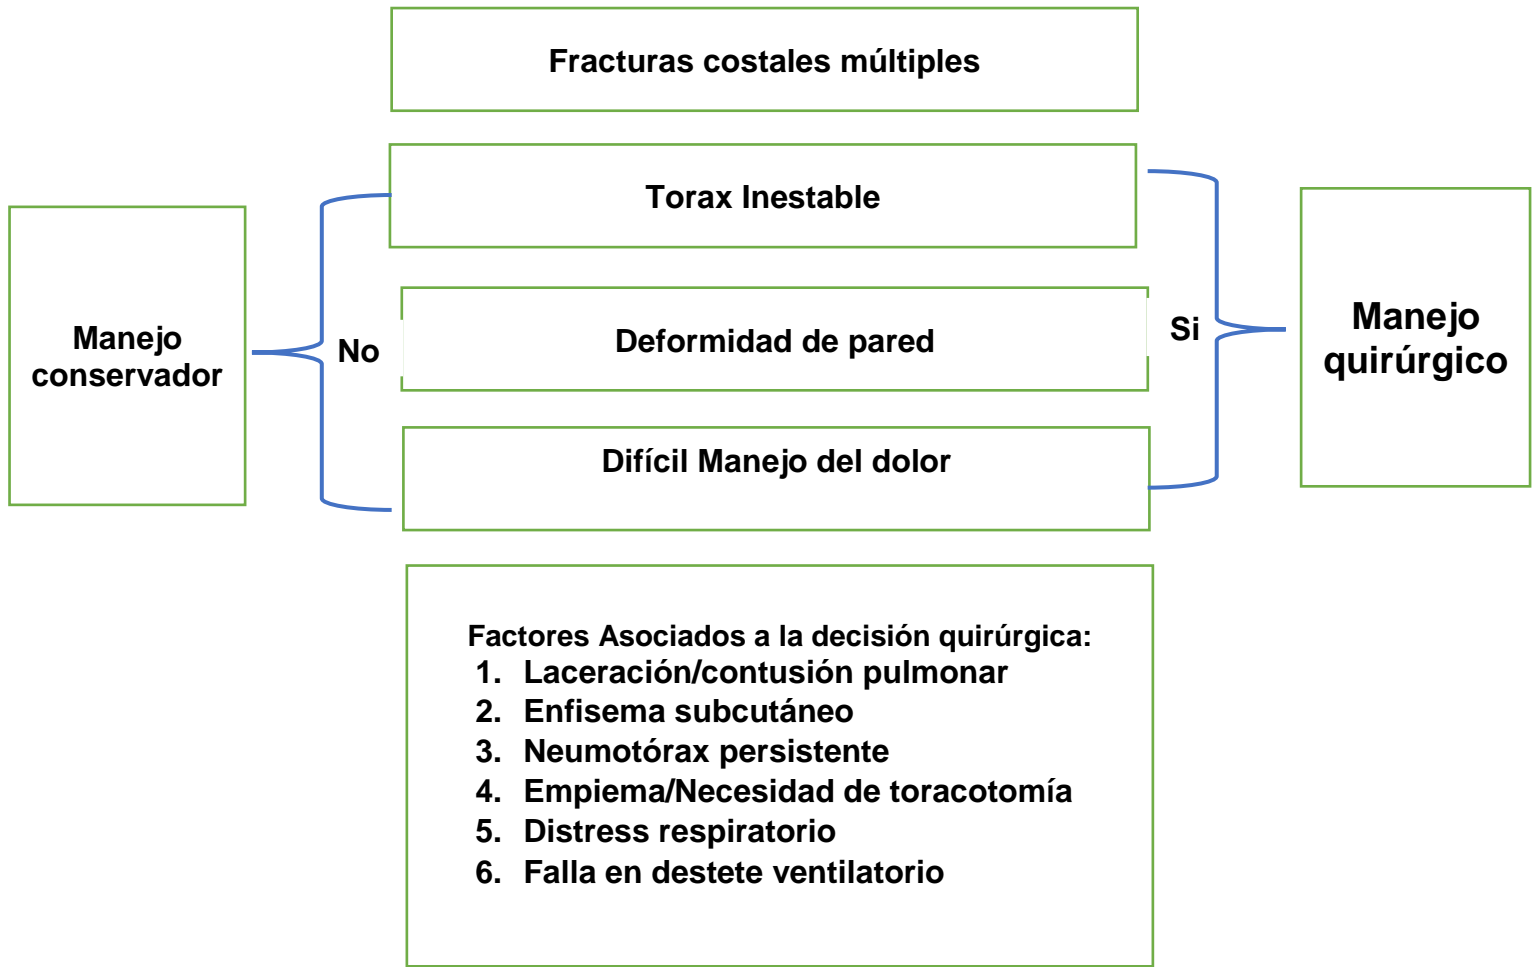 Fracturas costales múltiples
Torax Inestable
Manejo
conservador
No
Deformidad de pared
Si
Manejo
quirúrgico
Difícil Manejo del dolor
Factores Asociados a la decisión quirúrgica:
1. Laceración/contusión pulmonar
2. Enfisema subcutáneo
3. Neumotórax persistente
4. Empiema/Necesidad de toracotomía
5. Distress respiratorio
6. Falla en destete ventilatorio